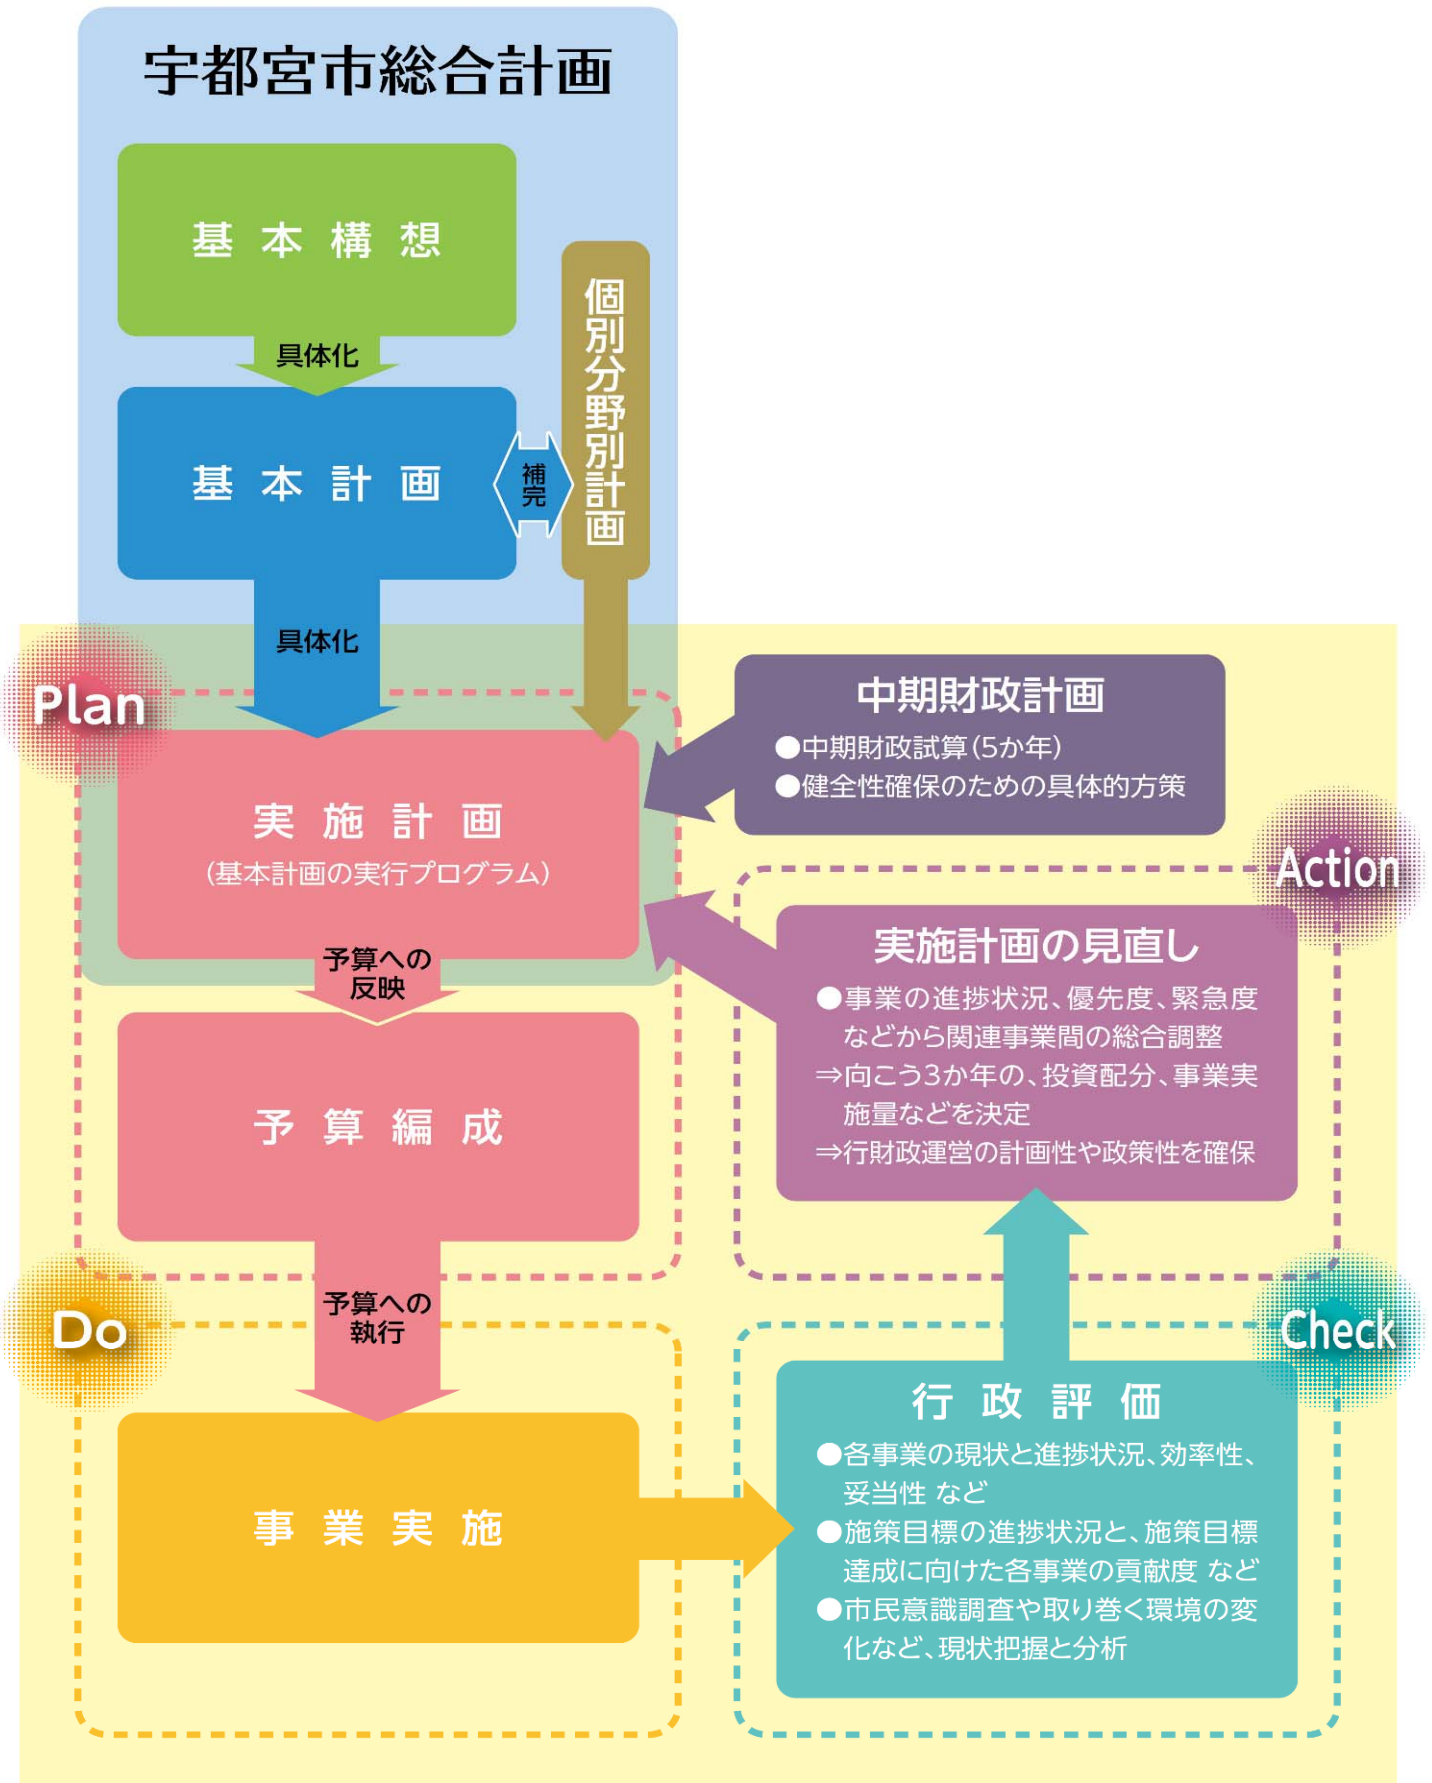 宇都宮市総合計画
基本構想
具体化
基本計画
補完
個別分野別計画
具体化
Plan
実施計画
（基本計画の実行プログラム）
中期財政計画
●中期財政試算（5か年）
●健全性確保のための具体的方策
予算への
反映
予算編成
Action
実施計画の見直し
●事業の進捗状況、優先度、緊急度
などから関連事業間の総合調整
⇒向こう3か年の、投資配分、事業実
施量などを決定
⇒行財政運営の計画性や政策性を確保
予算への
執行
Do
事業実施
Check
行政評価
●各事業の現状と進捗状況、効率性、
妥当性 など
●施策目標の進捗状況と、施策目標
達成に向けた各事業の貢献度 など
●市民意識調査や取り巻く環境の変
化など、現状把握と分析